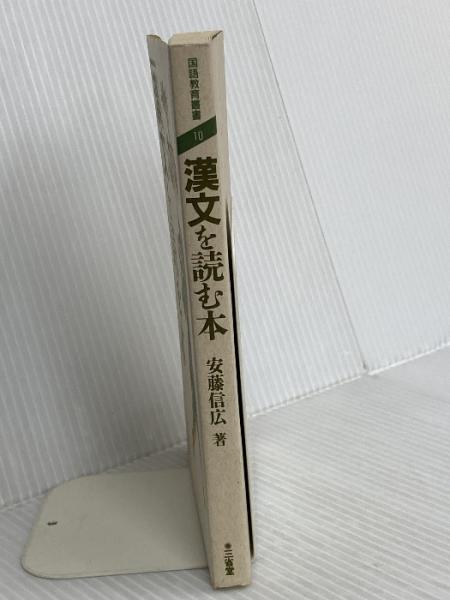 国語教育叢書
10
漢文を読む本
安藤信広 著
三省堂